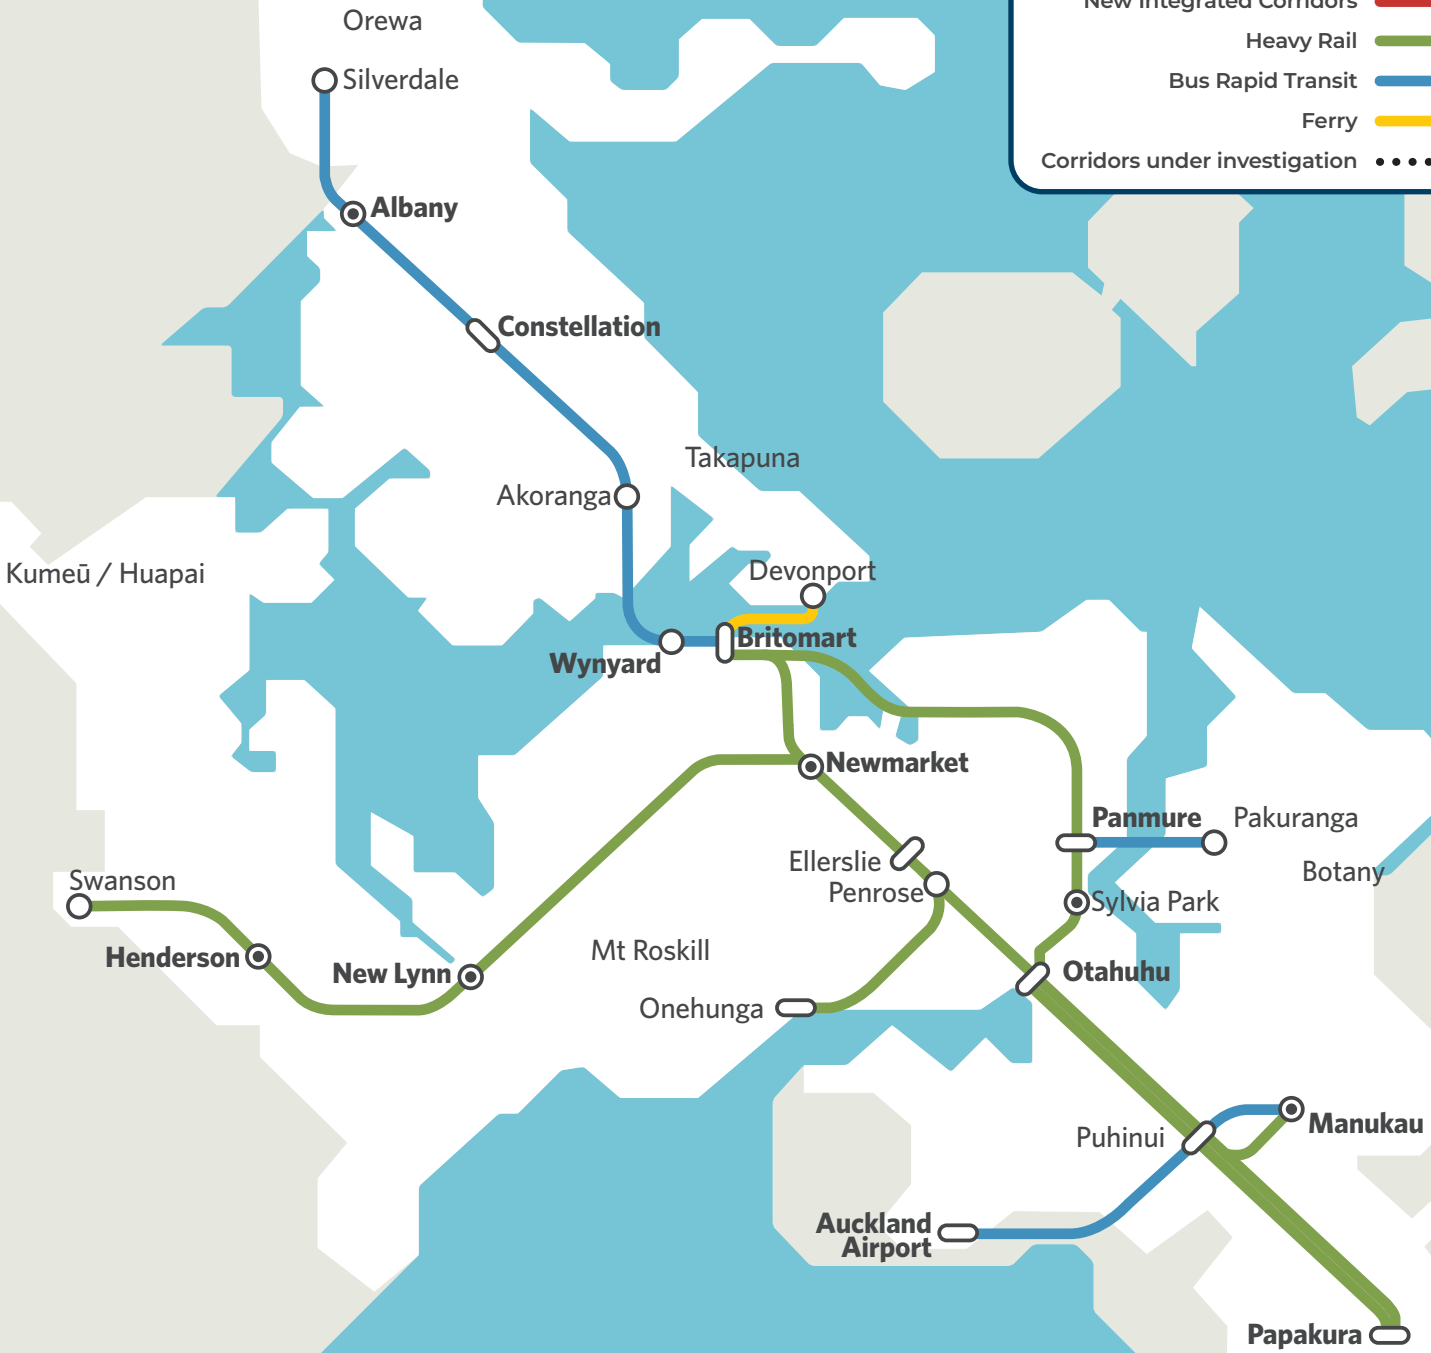 New Integrated Corridors
Orewa
Heavy Rail
Silverdale
Bus Rapid Transit
Ferry
Corridors under investigation
Albany
Constellation
Takapuna
Akoranga
Kumeū / Huapai
Devonport
Britomart
Wynyard
Newmarket
Panmure
Pakuranga
Ellerslie
Botany
Swanson
Penrose
Sylvia Park
Mt Roskill
Henderson
New Lynn
Otahuhu
Onehunga
Manukau
Puhinui
Auckland
Airport
Papakura